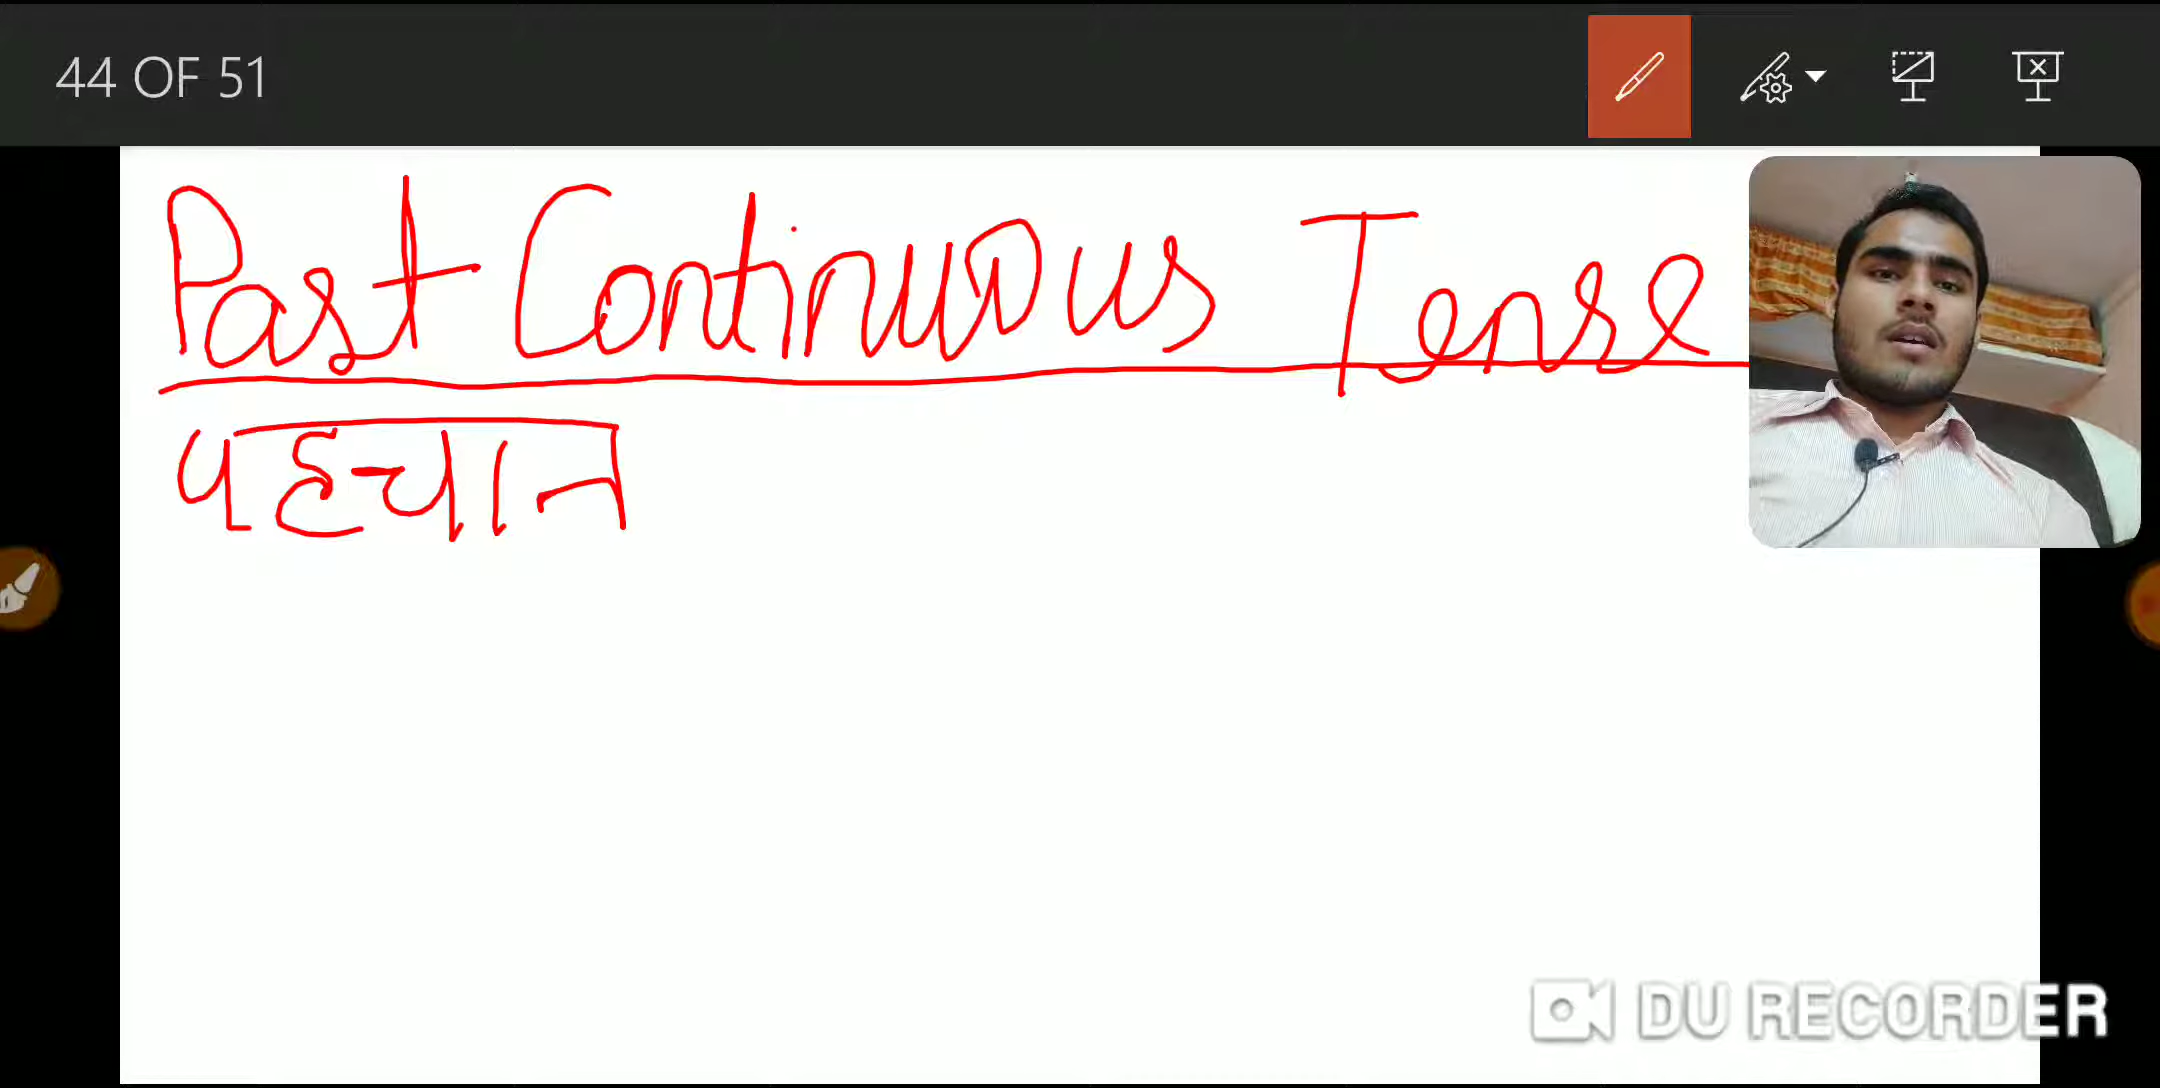 44 OF 51
Past Continuous Tense
पहचान
DU RECORDER